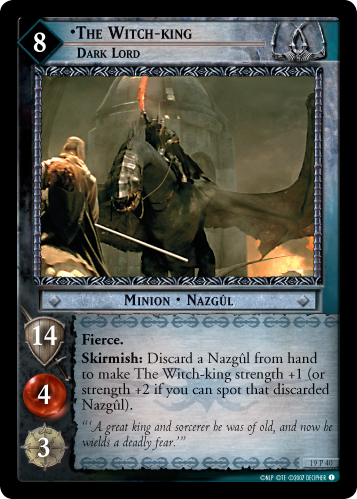 8
•The Witch-king
Dark Lord
Minion • Nazgûl
14
4
3
Fierce.
Skirmish: Discard a Nazgûl from hand
to make The Witch-king strength +1 (or
strength +2 if you can spot that discarded
Nazgûl).
“‘A great king and sorcerer he was of old, and now he
wields a deadly fear.’”
19 P 40
©NLP ™TE ©2007 DECIPHER